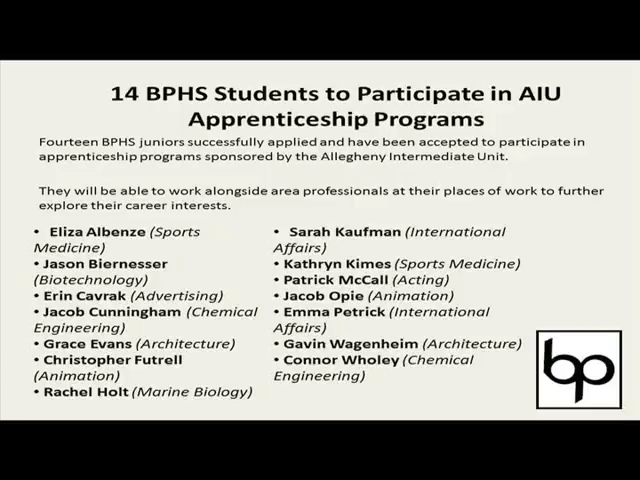 14 BPHS Students to Participate in AIU
Apprenticeship Programs
Fourteen BPHS juniors successfully applied and have been accepted to participate in
apprenticeship programs sponsored by the Allegheny Intermediate Unit.
They will be able to work alongside area professionals at their places of work to further
explore their career interests.
• Eliza Albenze (Sports
Medicine)
• Jason Biernesser
(Biotechnology)
• Erin Cavrak (Advertising)
• Jacob Cunningham (Chemical
Engineering)
• Grace Evans (Architecture)
• Christopher Futrell
(Animation)
• Rachel Holt (Marine Biology)
• Sarah Kaufman (International
Affairs)
• Kathryn Kimes (Sports Medicine)
• Patrick McCall (Acting)
• Jacob Opie (Animation)
• Emma Petrick (International
Affairs)
• Gavin Wagenheim (Architecture)
• Connor Wholey (Chemical
Engineering)
bp